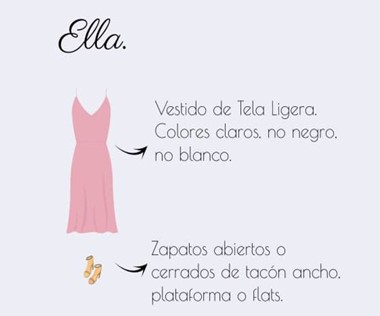 Ella.
Vestido de Tela Ligera.
Colores claros, no negro,
no blanco.
Zapatos abiertos o
cerrados de tacón ancho,
plataforma o flats.